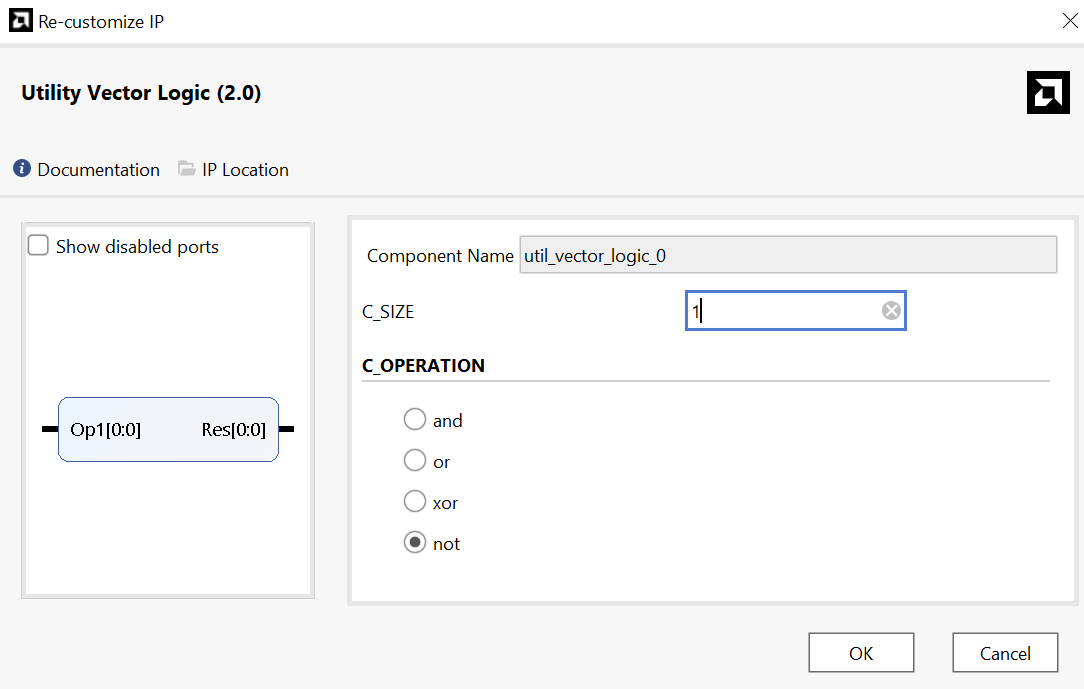 Re-customize IP
Utility Vector Logic (2.0)
Documentation IP Location
Show disabled ports
Op1[0:0] Res[0:0]
Component Name util_vector_logic_0
C_SIZE 1
C_OPERATION
and
or
xor
not
OK Cancel